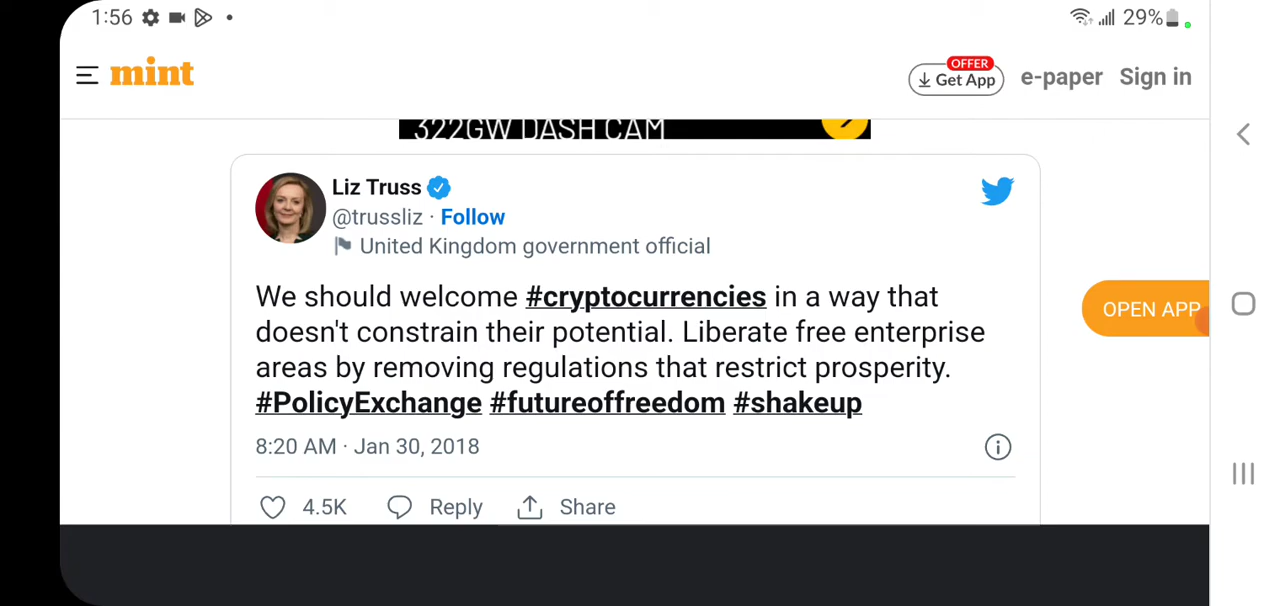 1:56
29%
mint
OFFER
Get App
e-paper
Sign in
322GW DASH CAM
Liz Truss
@trussliz · Follow
United Kingdom government official
We should welcome #cryptocurrencies in a way that
doesn't constrain their potential. Liberate free enterprise
areas by removing regulations that restrict prosperity.
#PolicyExchange #futureoffreedom #shakeup
8:20 AM · Jan 30, 2018
4.5K
Reply
Share
OPEN APP